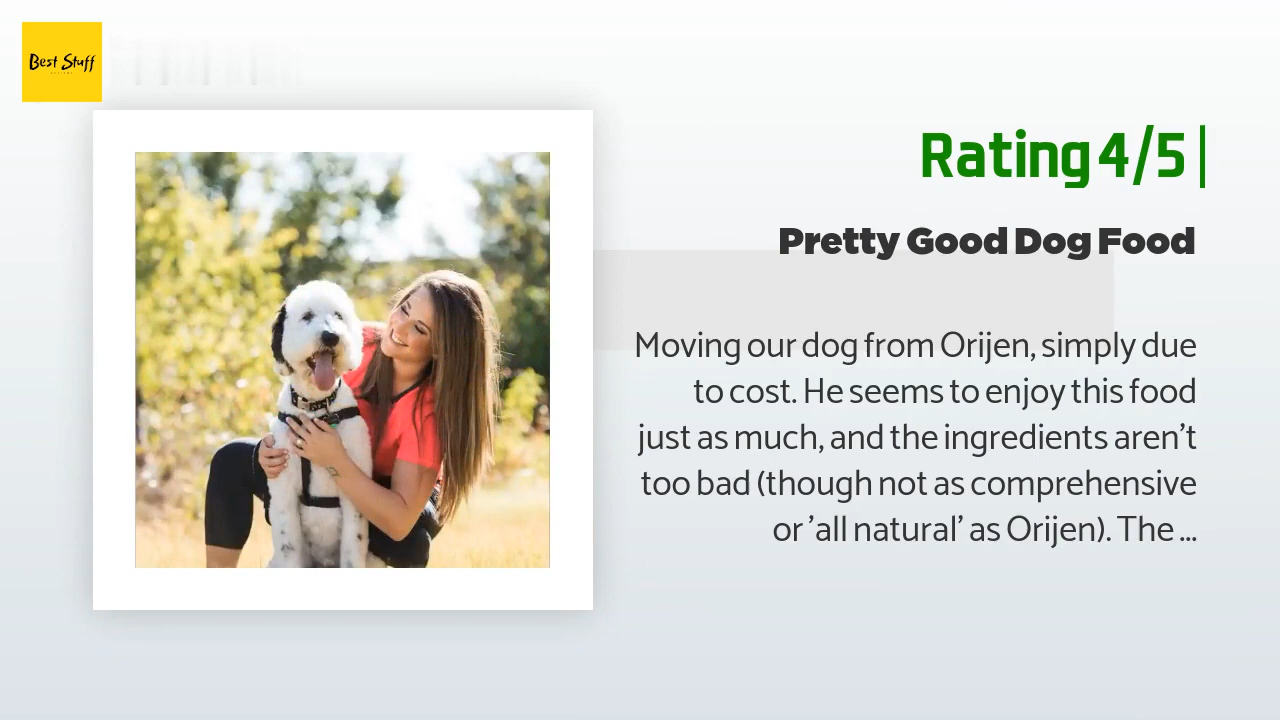 Best Stuff
Rating 4/5
Pretty Good Dog Food
Moving our dog from Orijen, simply due
to cost. He seems to enjoy this food
just as much, and the ingredients aren't
too bad (though not as comprehensive
or 'all natural' as Orijen). The ...